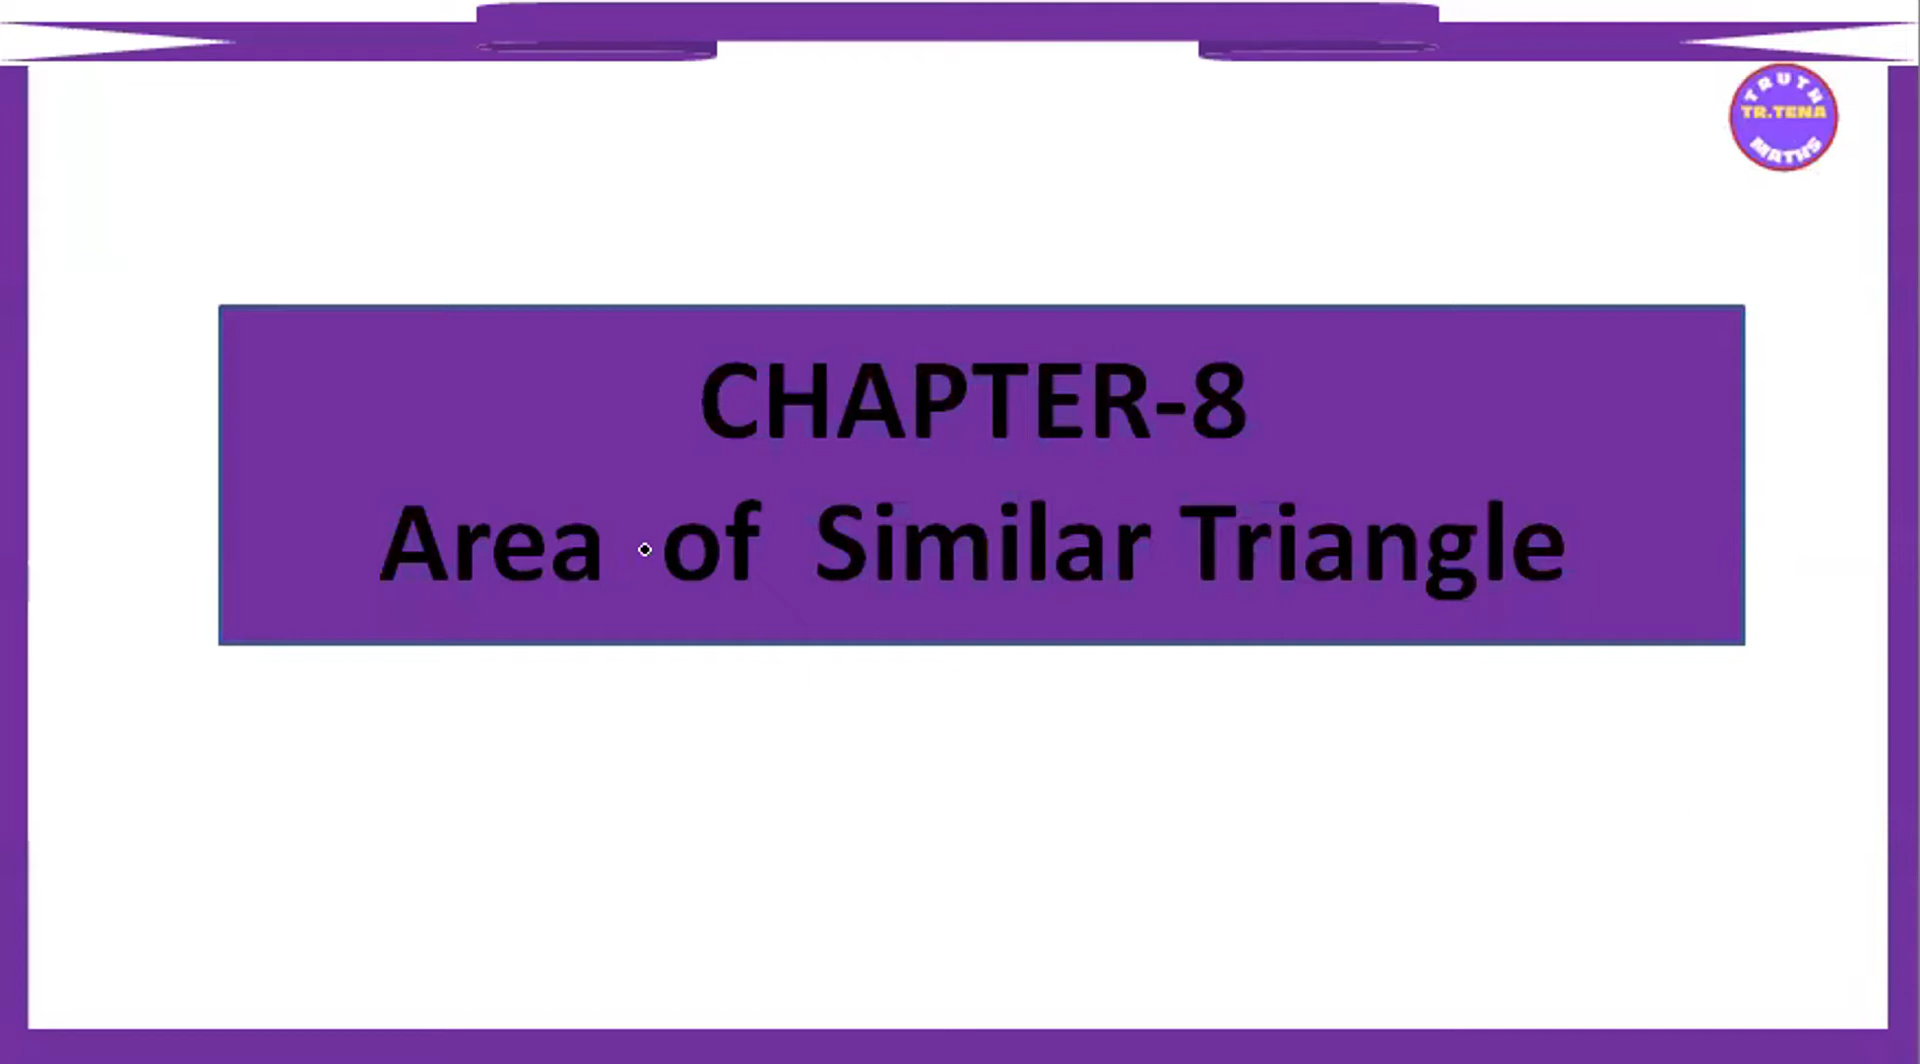 TRUTH
TR.TENA
MATHS
CHAPTER-8
Area of Similar Triangle